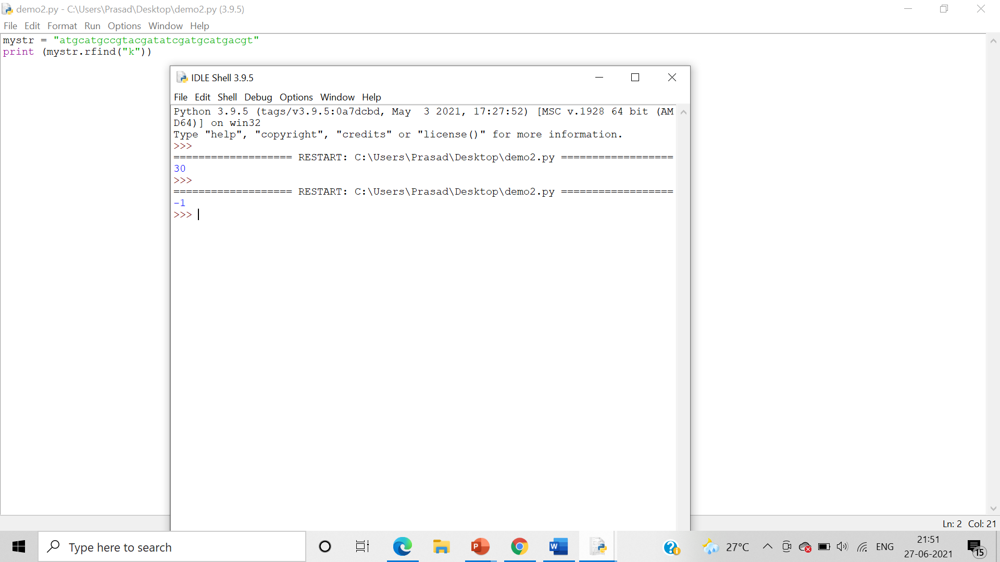 demo2.py - C:\Users\Prasad\Desktop\demo2.py (3.9.5)
File Edit Format Run Options Window Help
mystr = "atgcatgccgtacgatatcgatgcatgacgt"
print (mystr.rfind("k"))
IDLE Shell 3.9.5
File Edit Shell Debug Options Window Help
Python 3.9.5 (tags/v3.9.5:0a7dcbd, May  3 2021, 17:27:52) [MSC v.1928 64 bit (AM
D64)] on win32
Type "help", "copyright", "credits" or "license()" for more information.
>>>
=================== RESTART: C:\Users\Prasad\Desktop\demo2.py ==================
30
>>>
=================== RESTART: C:\Users\Prasad\Desktop\demo2.py ==================
-1
>>>
Ln: 2 Col: 21
Type here to search
27°C
ENG
21:51
27-06-2021
15